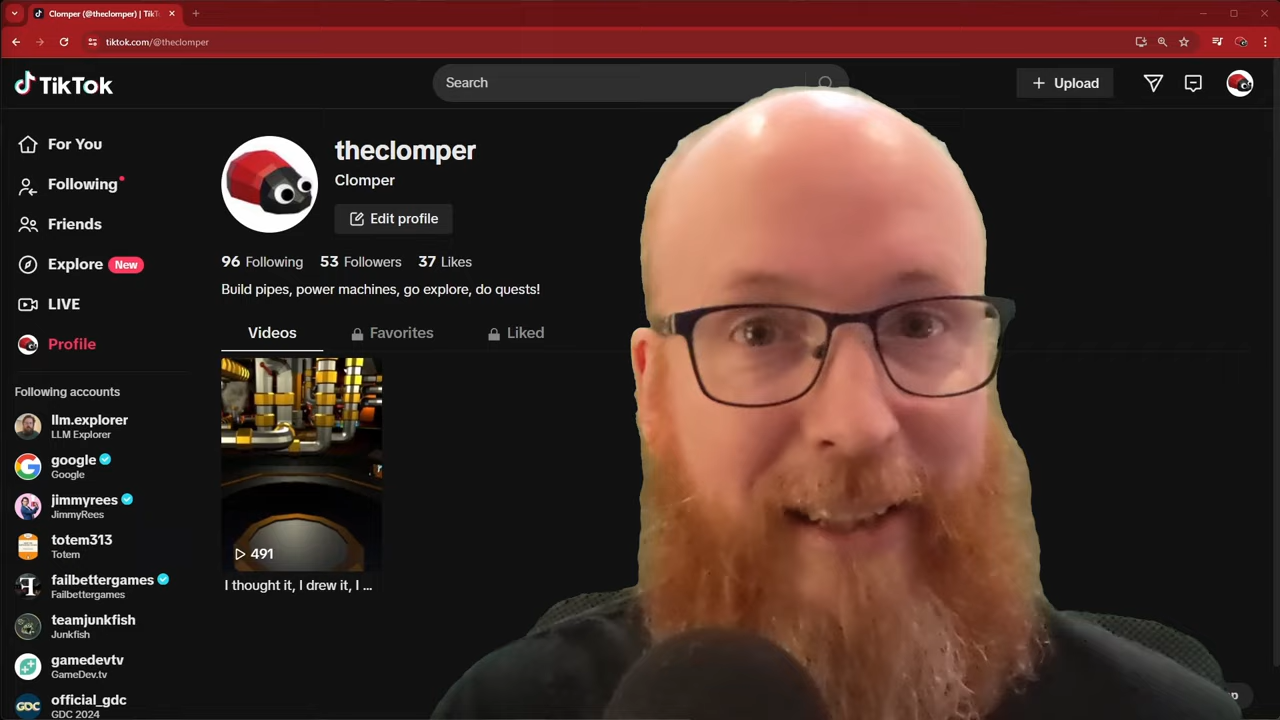 Clomper (@theclomper) | TikTo
tiktok.com/@theclomper
TikTok
Search
Upload
For You
Following
Friends
Explore
New
LIVE
Profile
Following accounts
llm.explorer
LLM Explorer
google
Google
jimmyrees
JimmyRees
totem313
Totem
failbettergames
Failbettergames
teamjunkfish
Junkfish
gamedevtv
GameDev.tv
official_gdc
GDC 2024
GDC
theclomper
Clomper
Edit profile
96 Following 53 Followers 37 Likes
Build pipes, power machines, go explore, do quests!
Videos Favorites Liked
491
I thought it, I drew it, I ...